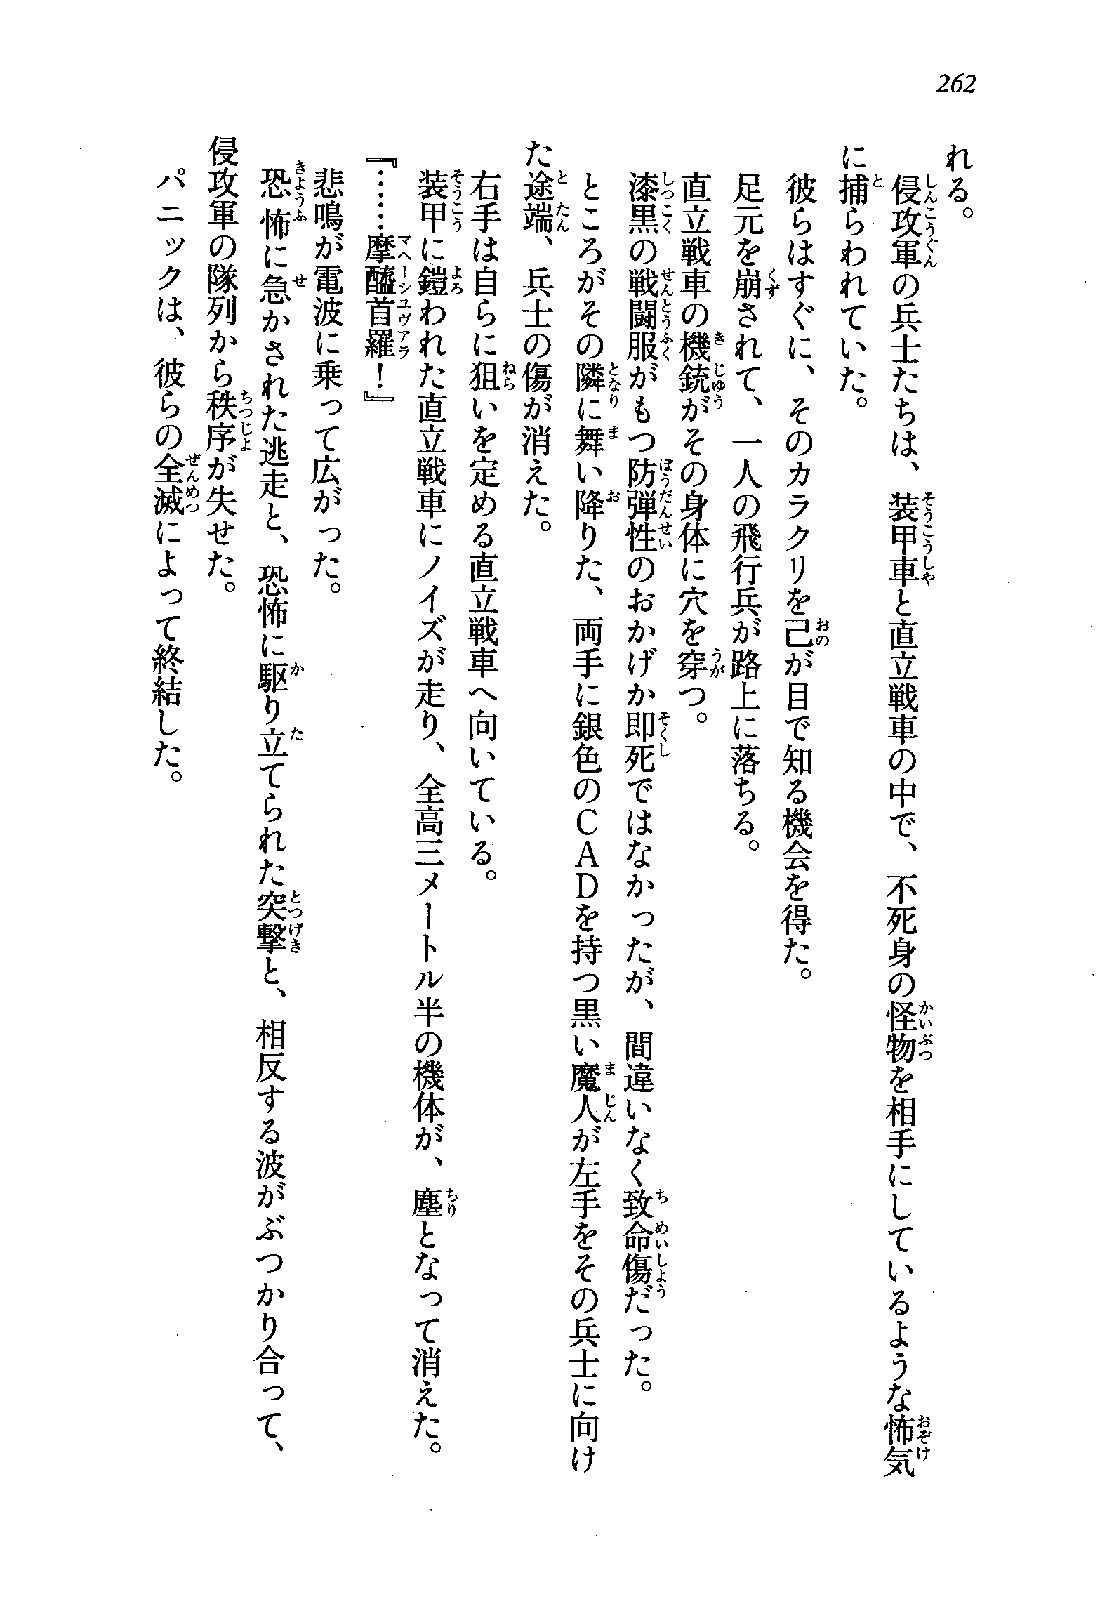 262
れる。
侵攻軍の兵士たちは、装甲車と直立戦車の中で、不死身の怪物を相手にしているような怖気
に捕らわれていた。
彼らはすぐに、そのカラクリを己が目で知る機会を得た。
足元を崩されて、一人の飛行兵が路上に落ちる。
直立戦車の機銃がその身体に穴を穿つ。
漆黒の戦闘服がもつ防弾性のおかげか即死ではなかったが、間違いなく致命傷だった。
ところがその隣に舞い降りた、両手に銀色のCADを持つ黒い魔人が左手をその兵士に向け
た途端、兵士の傷が消えた。
右手は自らに狙いを定める直立戦車へ向いている。
装甲に鎧われた直立戦車にノイズが走り、全高三メートル半の機体が、塵となって消えた。
『……摩醯首羅！』
悲鳴が電波に乗って広がった。
恐怖に急かされた逃走と、恐怖に駆り立てられた突撃と、相反する波がぶつかり合って、
侵攻軍の隊列から秩序が失せた。
パニックは、彼らの全滅によって終結した。